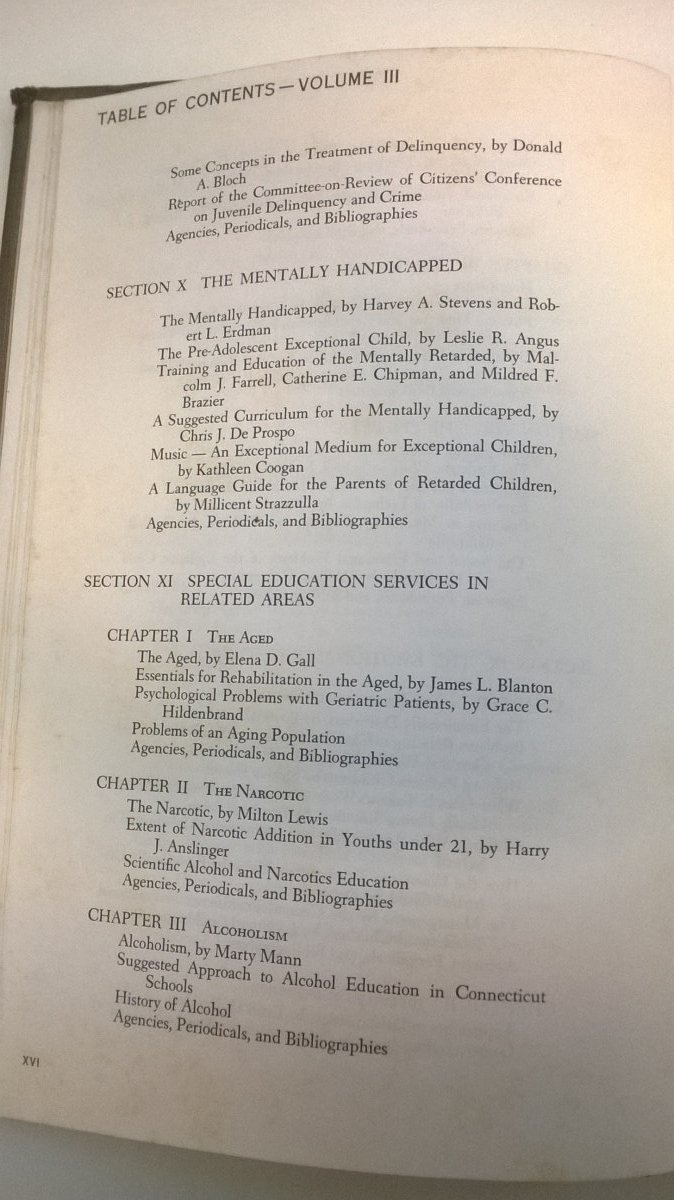 TABLE OF CONTENTS — VOLUME III
Some Concepts in the Treatment of Delinquency, by Donald
A. Bloch
Report of the Committee-on-Review of Citizens' Conference
on Juvenile Delinquency and Crime
Agencies, Periodicals, and Bibliographies
SECTION X THE MENTALLY HANDICAPPED
The Mentally Handicapped, by Harvey A. Stevens and Rob-
ert L. Erdman
The Pre-Adolescent Exceptional Child, by Leslie R. Angus
Training and Education of the Mentally Retarded, by Mal-
colm J. Farrell, Catherine E. Chipman, and Mildred F.
Brazier
A Suggested Curriculum for the Mentally Handicapped, by
Chris J. De Prospo
Music — An Exceptional Medium for Exceptional Children,
by Kathleen Coogan
A Language Guide for the Parents of Retarded Children,
by Millicent Strazzulla
Agencies, Periodicals, and Bibliographies
SECTION XI SPECIAL EDUCATION SERVICES IN
RELATED AREAS
CHAPTER I THE AGED
The Aged, by Elena D. Gall
Essentials for Rehabilitation in the Aged, by James L. Blanton
Psychological Problems with Geriatric Patients, by Grace C.
Hildenbrand
Problems of an Aging Population
Agencies, Periodicals, and Bibliographies
CHAPTER II THE NARCOTIC
The Narcotic, by Milton Lewis
Extent of Narcotic Addition in Youths under 21, by Harry
J. Anslinger
Scientific Alcohol and Narcotics Education
Agencies, Periodicals, and Bibliographies
CHAPTER III ALCOHOLISM
Alcoholism, by Marty Mann
Suggested Approach to Alcohol Education in Connecticut
Schools
History of Alcohol
Agencies, Periodicals, and Bibliographies
XVI